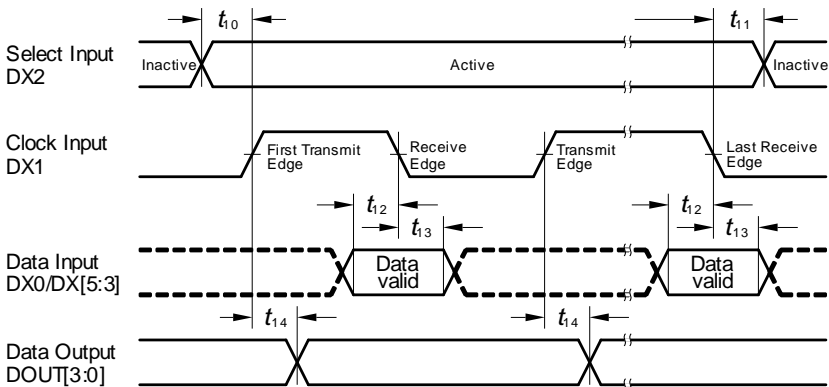 t10
t11
Select Input
DX2
Inactive
Active
Inactive
Clock Input
DX1
First Transmit
Edge
Receive
Edge
Transmit
Edge
Last Receive
Edge
t12
t13
t12
t13
Data Input
DX0/DX[5:3]
Data
valid
Data
valid
t14
t14
Data Output
DOUT[3:0]